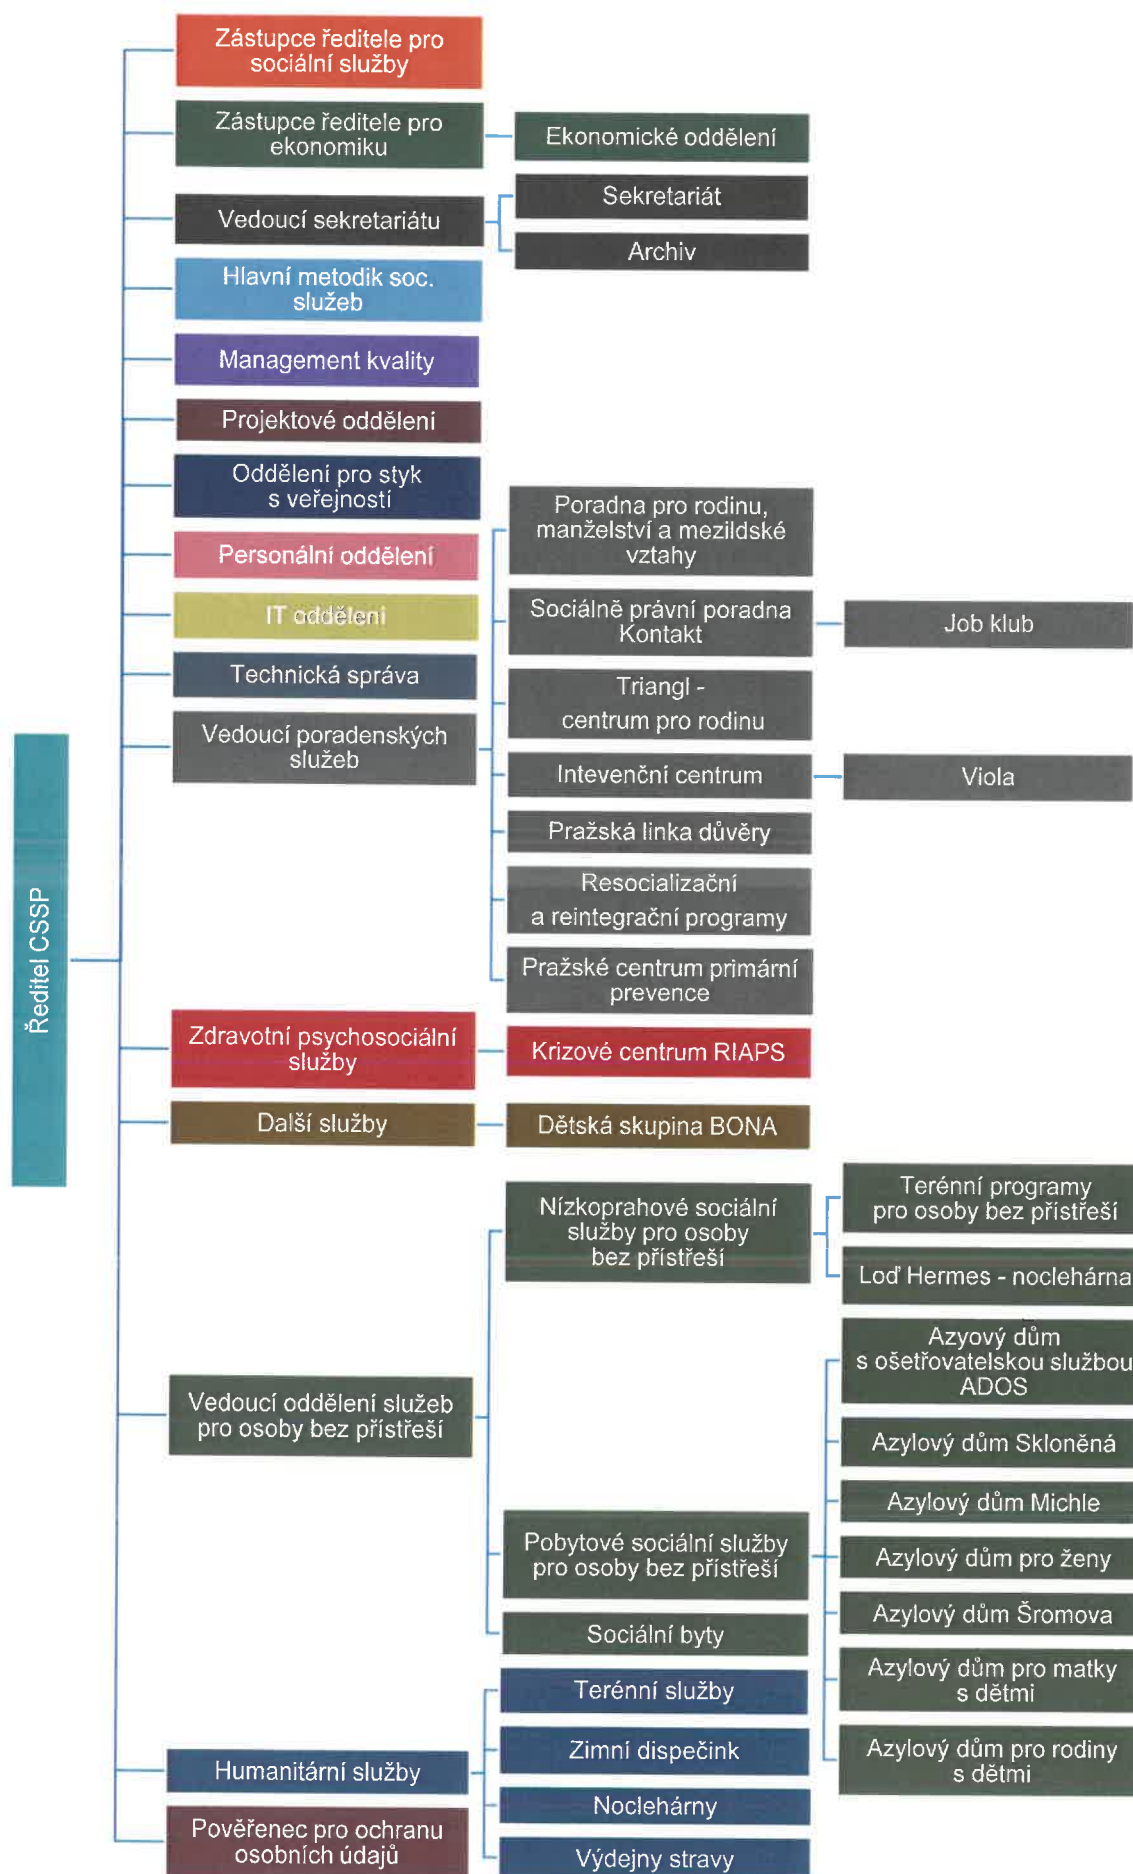 Zástupce ředitele pro
sociální služby
Zástupce ředitele pro
ekonomiku
Ekonomické oddělení
Vedoucí sekretariátu
Sekretariát
Archiv
Hlavní metodik soc.
služeb
Management kvality
Projektové oddělení
Oddělení pro styk
s veřejností
Personální oddělení
IT oddělení
Technická správa
Vedoucí poradenských
služeb
Poradna pro rodinu,
manželství a mezildské
vztahy
Sociálně právní poradna
Kontakt
Job klub
Triangl -
centrum pro rodinu
Intevenční centrum
Viola
Pražská linka důvěry
Resocializační
a reintegrační programy
Pražské centrum primární
prevence
Ředitel CSSP
Zdravotní psychosociální
služby
Krizové centrum RIAPS
Další služby
Dětská skupina BONA
Vedoucí oddělení služeb
pro osoby bez přístřeší
Nízkoprahové sociální
služby pro osoby
bez přístřeší
Terénní programy
pro osoby bez přístřeší
Loď Hermes - noclehárna
Pobytové sociální služby
pro osoby bez přístřeší
Azyový dům
s ošetřovatelskou službou
ADOS
Azylový dům Skloněná
Azylový dům Michle
Azylový dům pro ženy
Azylový dům Šromova
Azylový dům pro matky
s dětmi
Azylový dům pro rodiny
s dětmi
Sociální byty
Humanitární služby
Terénní služby
Zimní dispečink
Noclehárny
Výdejny stravy
Pověřenec pro ochranu
osobních údajů